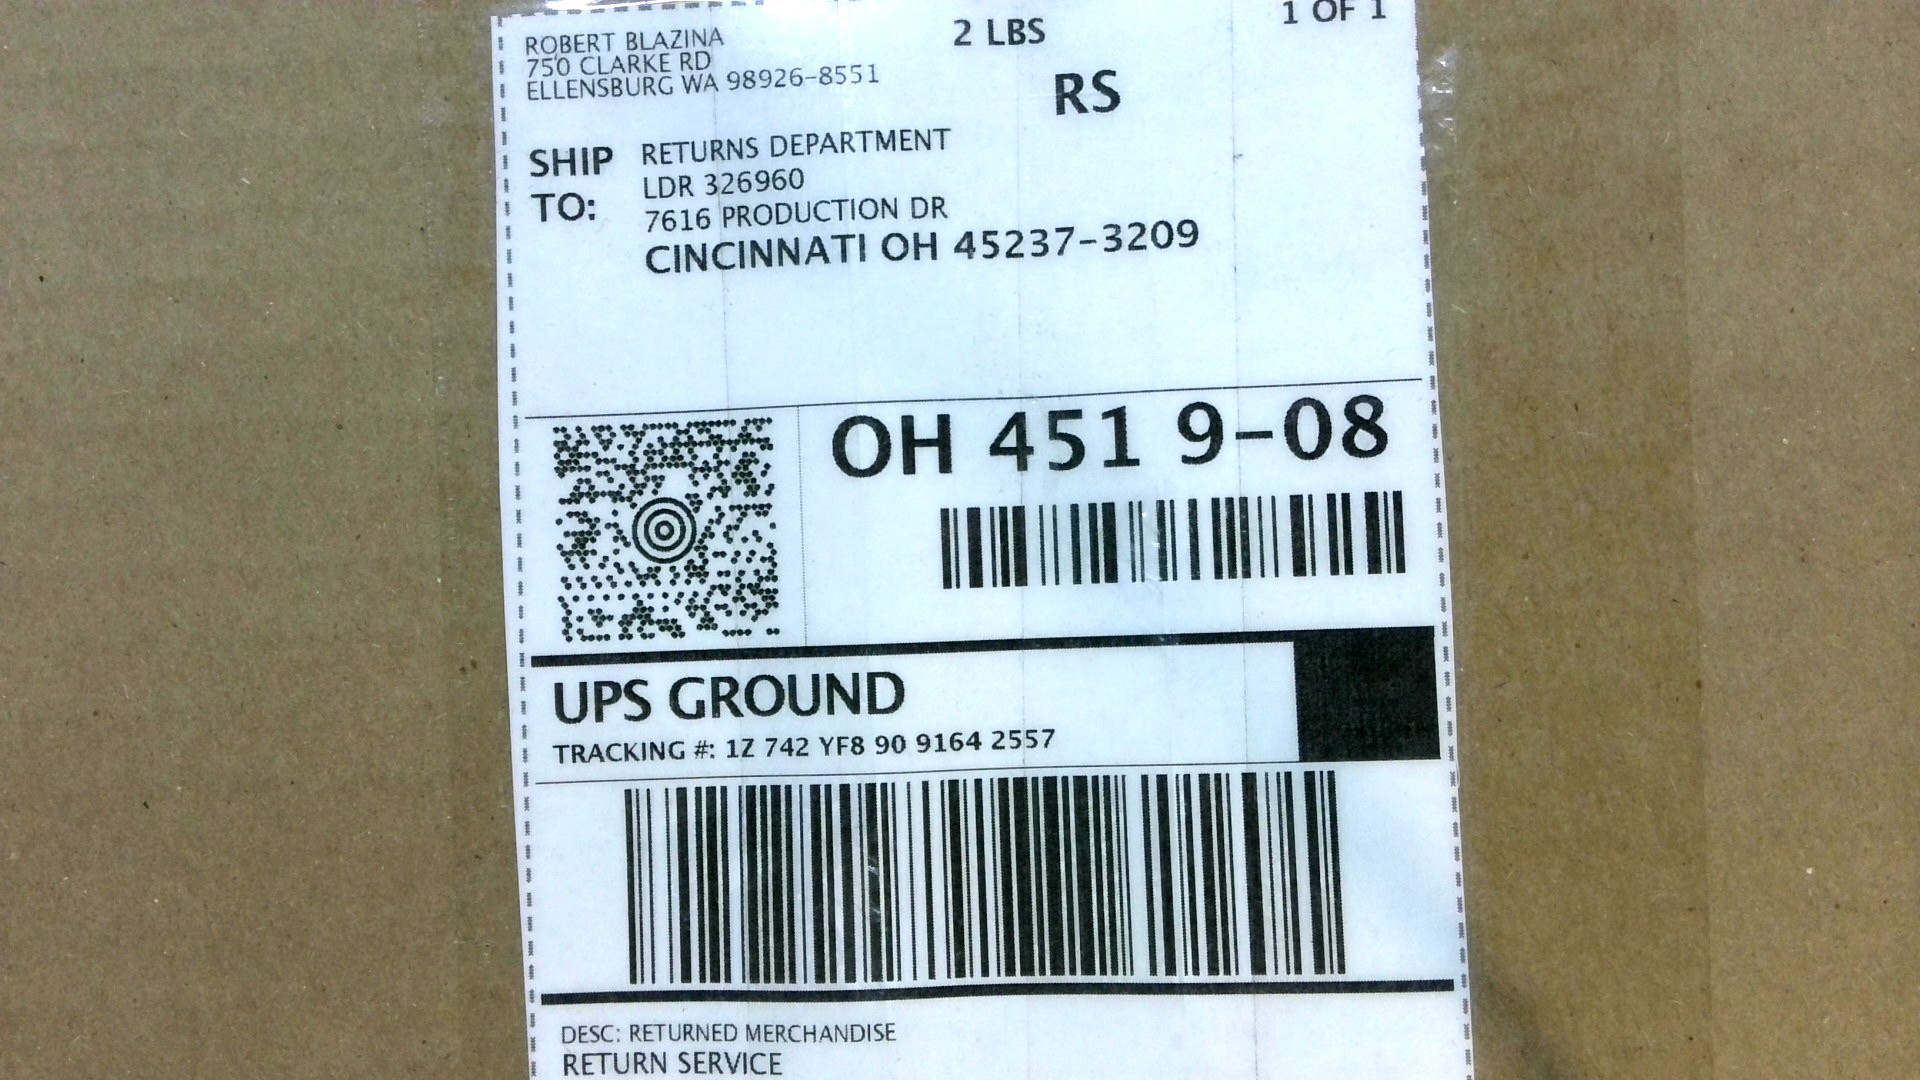 ROBERT BLAZINA
750 CLARKE RD
ELLENSBURG WA 98926-8551
2 LBS
1 OF 1
RS
SHIP TO:
RETURNS DEPARTMENT
LDR 326960
7616 PRODUCTION DR
CINCINNATI OH 45237-3209
OH 451 9-08
UPS GROUND
TRACKING #: 1Z 742 YF8 90 9164 2557
DESC: RETURNED MERCHANDISE
RETURN SERVICE